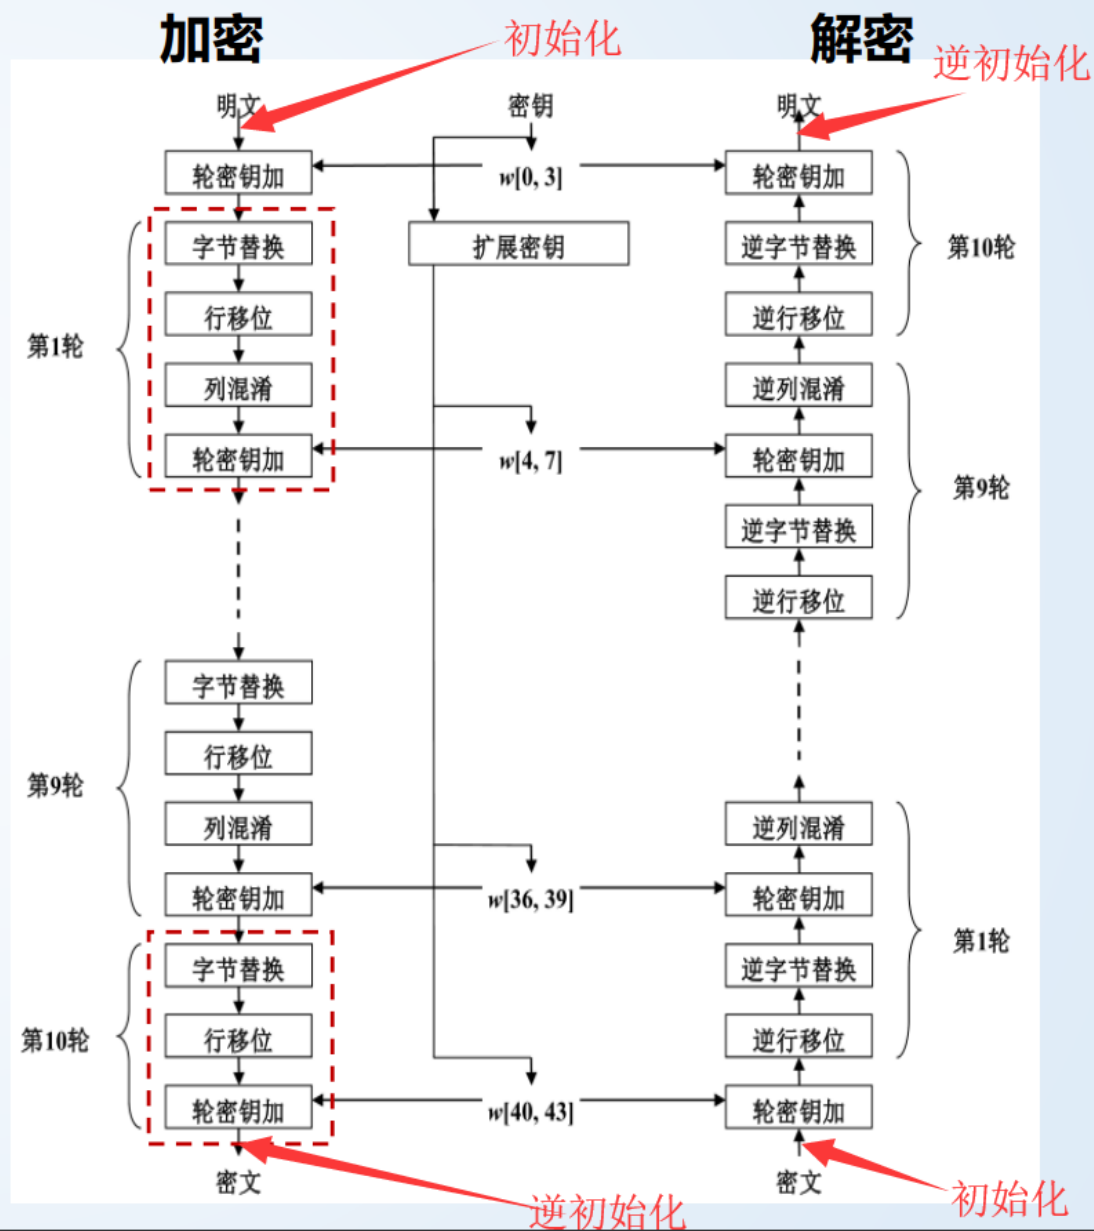 加密
初始化
解密
逆初始化
明文
密钥
明文
轮密钥加
w[0, 3]
轮密钥加
字节替换
扩展密钥
逆字节替换
第10轮
行移位
逆行移位
第1轮
列混淆
逆列混淆
轮密钥加
w[4, 7]
轮密钥加
第9轮
逆字节替换
逆行移位
字节替换
行移位
第9轮
列混淆
逆列混淆
轮密钥加
w[36, 39]
轮密钥加
第1轮
字节替换
逆字节替换
第10轮
行移位
逆行移位
轮密钥加
w[40, 43]
轮密钥加
密文
密文
逆初始化
初始化